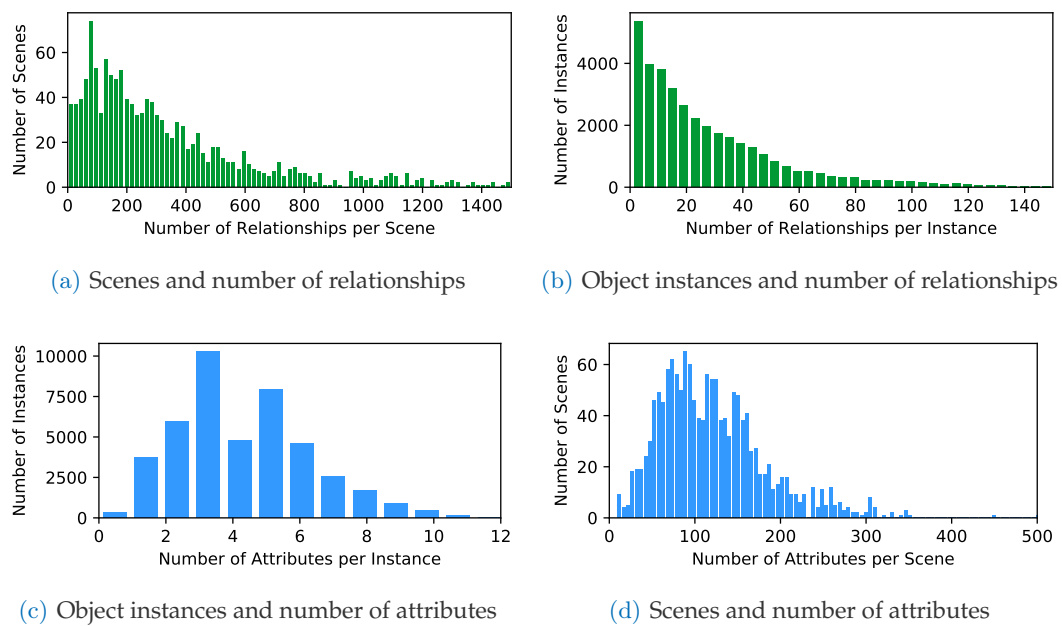 Number of Scenes
60
40
20
0
0 200 400 600 800 1000 1200 1400
Number of Relationships per Scene
(a) Scenes and number of relationships
Number of Instances
4000
2000
0
0 20 40 60 80 100 120 140
Number of Relationships per Instance
(b) Object instances and number of relationships
Number of Instances
10000
7500
5000
2500
0
0 2 4 6 8 10 12
Number of Attributes per Instance
(c) Object instances and number of attributes
Number of Scenes
60
40
20
0
0 100 200 300 400 500
Number of Attributes per Scene
(d) Scenes and number of attributes